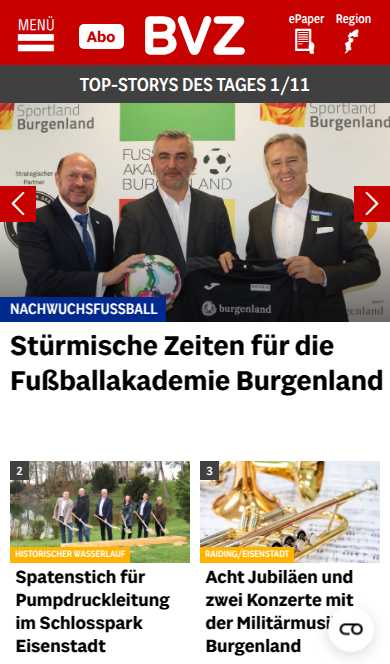 MENÜ
Abo
BVZ
ePaper
Region
TOP-STORYS DES TAGES 1/11
Sportland
Burgenland
Sportland
Burgenland
Strategischer
Partner
FUSS
AKA
BURGENLAND
burgenland
NACHWUCHSFUSSBALL
Stürmische Zeiten für die
Fußballakademie Burgenland
2
HISTORISCHER WASSERLAUF
Spatenstich für
Pumpdruckleitung
im Schlosspark
Eisenstadt
3
RAIDING/EISENSTADT
Acht Jubiläen und
zwei Konzerte mit
der Militärmusi
Burgenland